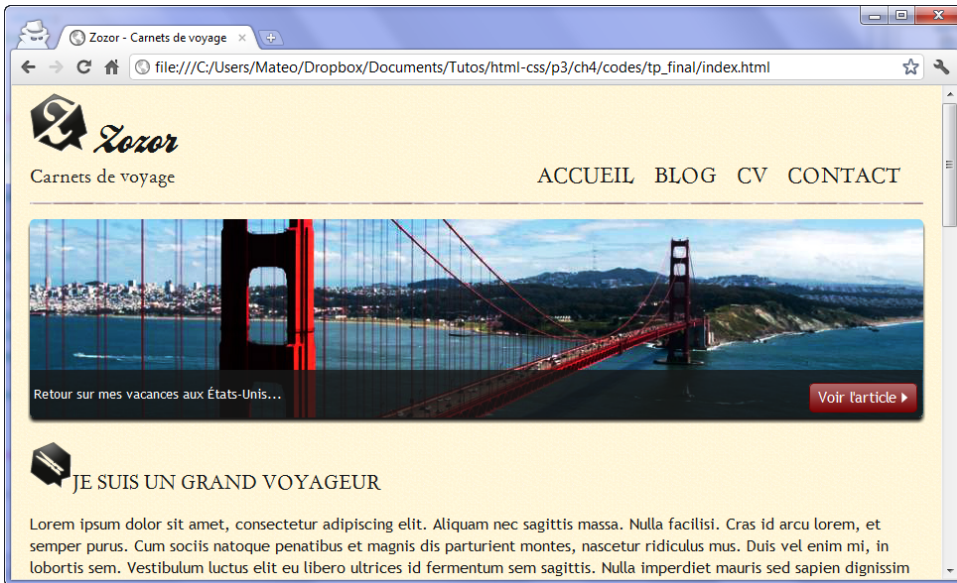 Zozor - Carnets de voyage
file:///C:/Users/Mateo/Dropbox/Documents/Tutos/html-css/p3/ch4/codes/tp_final/index.html
Z Zozor
Carnets de voyage
ACCUEIL BLOG CV CONTACT
Retour sur mes vacances aux États-Unis...
Voir l'article
JE SUIS UN GRAND VOYAGEUR
Lorem ipsum dolor sit amet, consectetur adipiscing elit. Aliquam nec sagittis massa. Nulla facilisi. Cras id arcu lorem, et
semper purus. Cum sociis natoque penatibus et magnis dis parturient montes, nascetur ridiculus mus. Duis vel enim mi, in
lobortis sem. Vestibulum luctus elit eu libero ultrices id fermentum sem sagittis. Nulla imperdiet mauris sed sapien dignissim